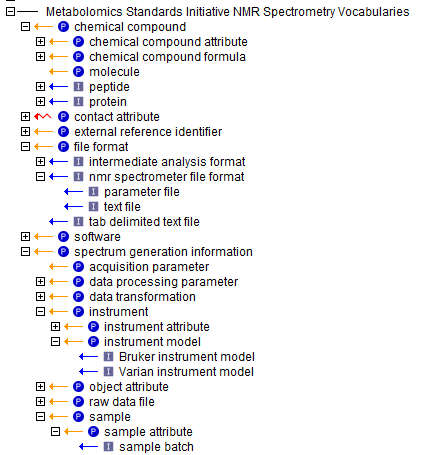 Metabolomics Standards Initiative NMR Spectrometry Vocabularies
P chemical compound
P chemical compound attribute
P chemical compound formula
P molecule
I peptide
I protein
P contact attribute
P external reference identifier
P file format
I intermediate analysis format
I nmr spectrometer file format
I parameter file
I text file
I tab delimited text file
P software
P spectrum generation information
P acquisition parameter
P data processing parameter
P data transformation
P instrument
P instrument attribute
P instrument model
I Bruker instrument model
I Varian instrument model
P object attribute
P raw data file
P sample
P sample attribute
I sample batch